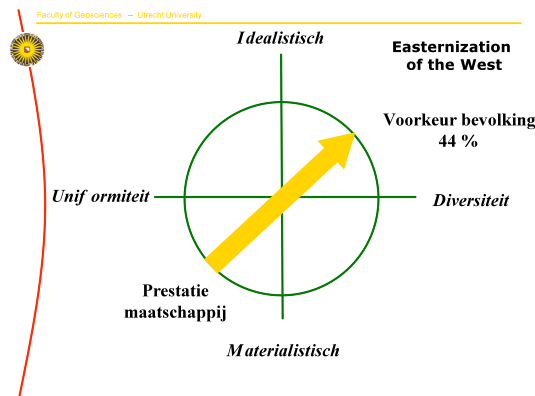 Faculty of Geosciences – Utrecht University
Idealistisch
Easternization
of the West
Voorkeur bevolking
44 %
Unif ormiteit
Diversiteit
Prestatie
maatschappij
Materialistisch